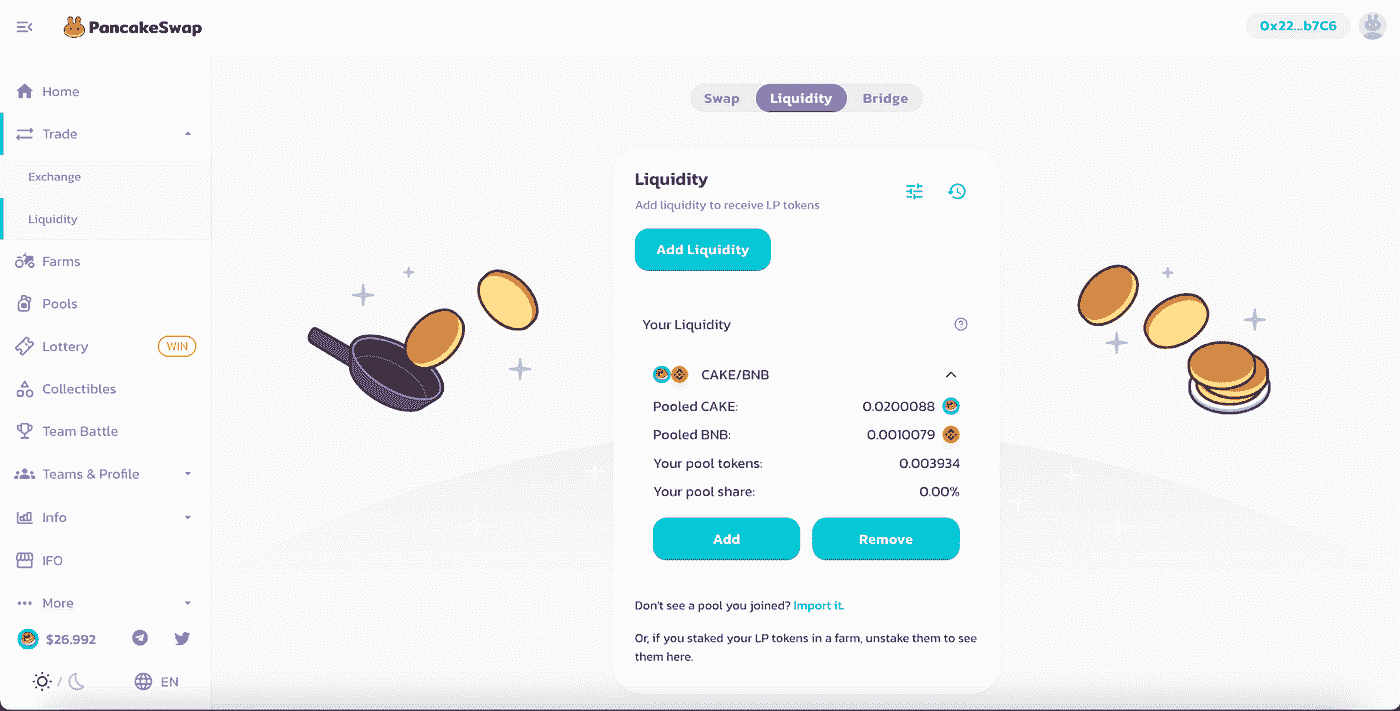 PancakeSwap
0x22...b7C6
Home
Trade
Exchange
Liquidity
Farms
Pools
Lottery WIN
Collectibles
Team Battle
Teams & Profile
Info
IFO
More
$26.992
/
EN
Swap Liquidity Bridge
Liquidity
Add liquidity to receive LP tokens
Add Liquidity
Your Liquidity
CAKE/BNB
Pooled CAKE: 0.0200088
Pooled BNB: 0.0010079
Your pool tokens: 0.003934
Your pool share: 0.00%
Add Remove
Don't see a pool you joined? Import it.
Or, if you staked your LP tokens in a farm, unstake them to see
them here.